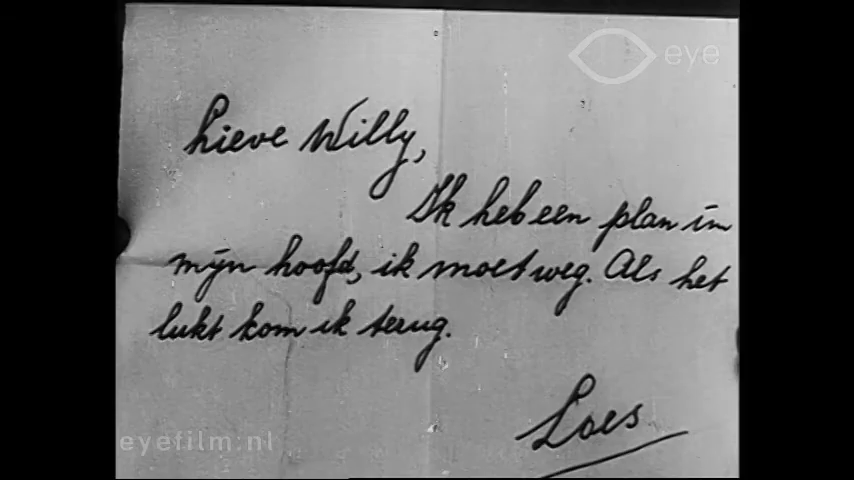 eye
Lieve Willy,
Ik heb een plan in
mijn hoofd, ik moet weg. Als het
lukt kom ik terug.
Loes
eyefilm.nl